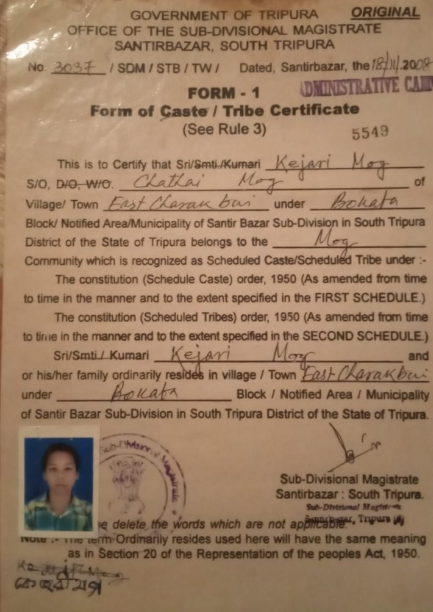 ORIGINAL
GOVERNMENT OF TRIPURA
OFFICE OF THE SUB-DIVISIONAL MAGISTRATE
SANTIRBAZAR, SOUTH TRIPURA
No. 3037 / SDM / STB / TW / Dated, Santirbazar, the 18/11/2008
ADMINISTRATIVE CABIN
FORM - 1
Form of Caste / Tribe Certificate
(See Rule 3)
5549
This is to Certify that Sri/Smti./Kumari Kejari Mog
S/O, D/O, W/O. Chathai Mog of
Village/ Town East Charakbai under Bokafa
Block/ Notified Area/Municipality of Santir Bazar Sub-Division in South Tripura
District of the State of Tripura belongs to the Mog
Community which is recognized as Scheduled Caste/Scheduled Tribe under :-
The constitution (Schedule Caste) order, 1950 (As amended from time
to time in the manner and to the extent specified in the FIRST SCHEDULE.)
The constitution (Scheduled Tribes) order, 1950 (As amended from time
to time in the manner and to the extent specified in the SECOND SCHEDULE.)
Sri/Smti./ Kumari Kejari Mog and
or his/her family ordinarily resides in village / Town East Charakbai
under Bokafa Block / Notified Area / Municipality
of Santir Bazar Sub-Division in South Tripura District of the State of Tripura.
Sub-Divisional Magistrate
Santirbazar : South Tripura.
Sub-Divisional Magistrate
Santirbazar, Tripura (S)
delete the words which are not applicable.
Note :- The term Ordinarily resides used here will have the same meaning
as in Section 20 of the Representation of the peoples Act, 1950.